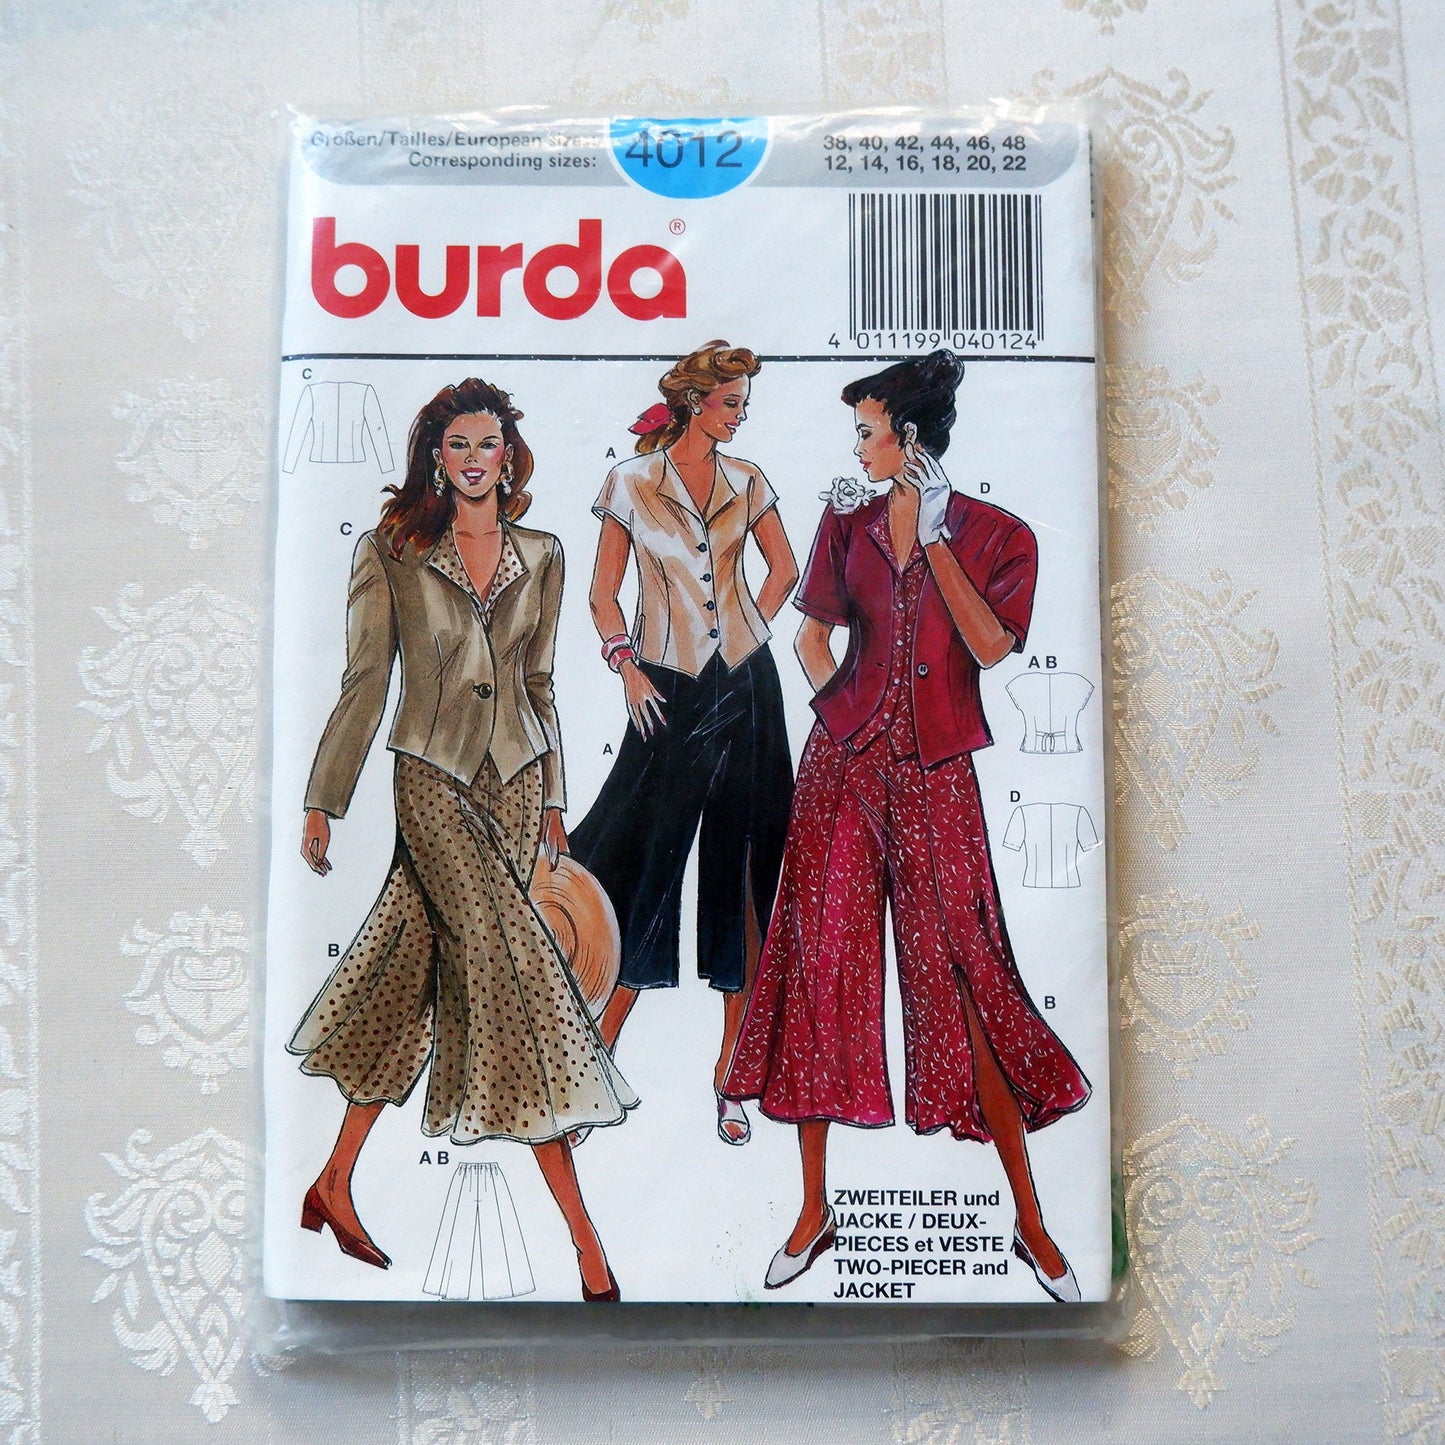 Größen/Tailles/European sizes:
Corresponding sizes:
4012
38, 40, 42, 44, 46, 48
12, 14, 16, 18, 20, 22
burda®
4 011199 040124
C
C
A
D
A B
A
D
B
B
A B
ZWEITEILER und
JACKE / DEUX-
PIECES et VESTE /
TWO-PIECER and
JACKET